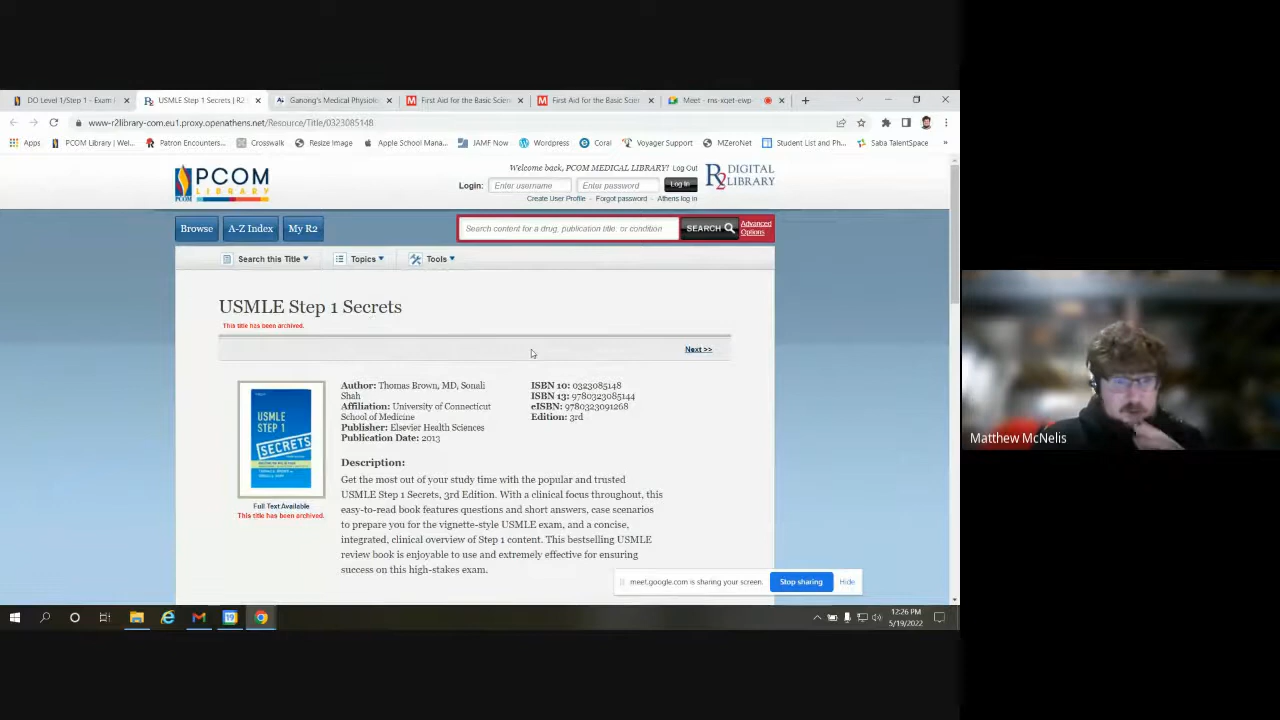 DO Level 1/Step 1 - Exam
USMLE Step 1 Secrets | R2
Ganong's Medical Physiolo
First Aid for the Basic Scien
First Aid for the Basic Scien
Meet - rns-xqet-ewp
www-r2library-com.eu1.proxy.openathens.net/Resource/Title/0323085148
Apps
PCOM Library | Wel...
Patron Encounters...
Crosswalk
Resize Image
Apple School Mana...
JAMF Now
Wordpress
Coral
Voyager Support
MZeroNet
Student List and Ph...
Saba TalentSpace
»
PCOM
LIBRARY
PCOM
Welcome back, PCOM MEDICAL LIBRARY! Log Out
Login: Enter username Enter password Log In
Create User Profile - Forgot password - Athens log in
R2 DIGITAL
LIBRARY
Browse
A-Z Index
My R2
Search content for a drug, publication title, or condition
SEARCH
Advanced
Options
Search this Title
Topics
Tools
USMLE Step 1 Secrets
This title has been archived.
Next >>
USMLE
STEP 1
SECRETS
Full Text Available
This title has been archived.
Author: Thomas Brown, MD, Sonali
Shah
Affiliation: University of Connecticut
School of Medicine
Publisher: Elsevier Health Sciences
Publication Date: 2013
ISBN 10: 0323085148
ISBN 13: 9780323085144
eISBN: 9780323091268
Edition: 3rd
Description:
Get the most out of your study time with the popular and trusted
USMLE Step 1 Secrets, 3rd Edition. With a clinical focus throughout, this
easy-to-read book features questions and short answers, case scenarios
to prepare you for the vignette-style USMLE exam, and a concise,
integrated, clinical overview of Step 1 content. This bestselling USMLE
review book is enjoyable to use and extremely effective for ensuring
success on this high-stakes exam.
meet.google.com is sharing your screen.
Stop sharing
Hide
12:26 PM
5/19/2022
Matthew McNelis